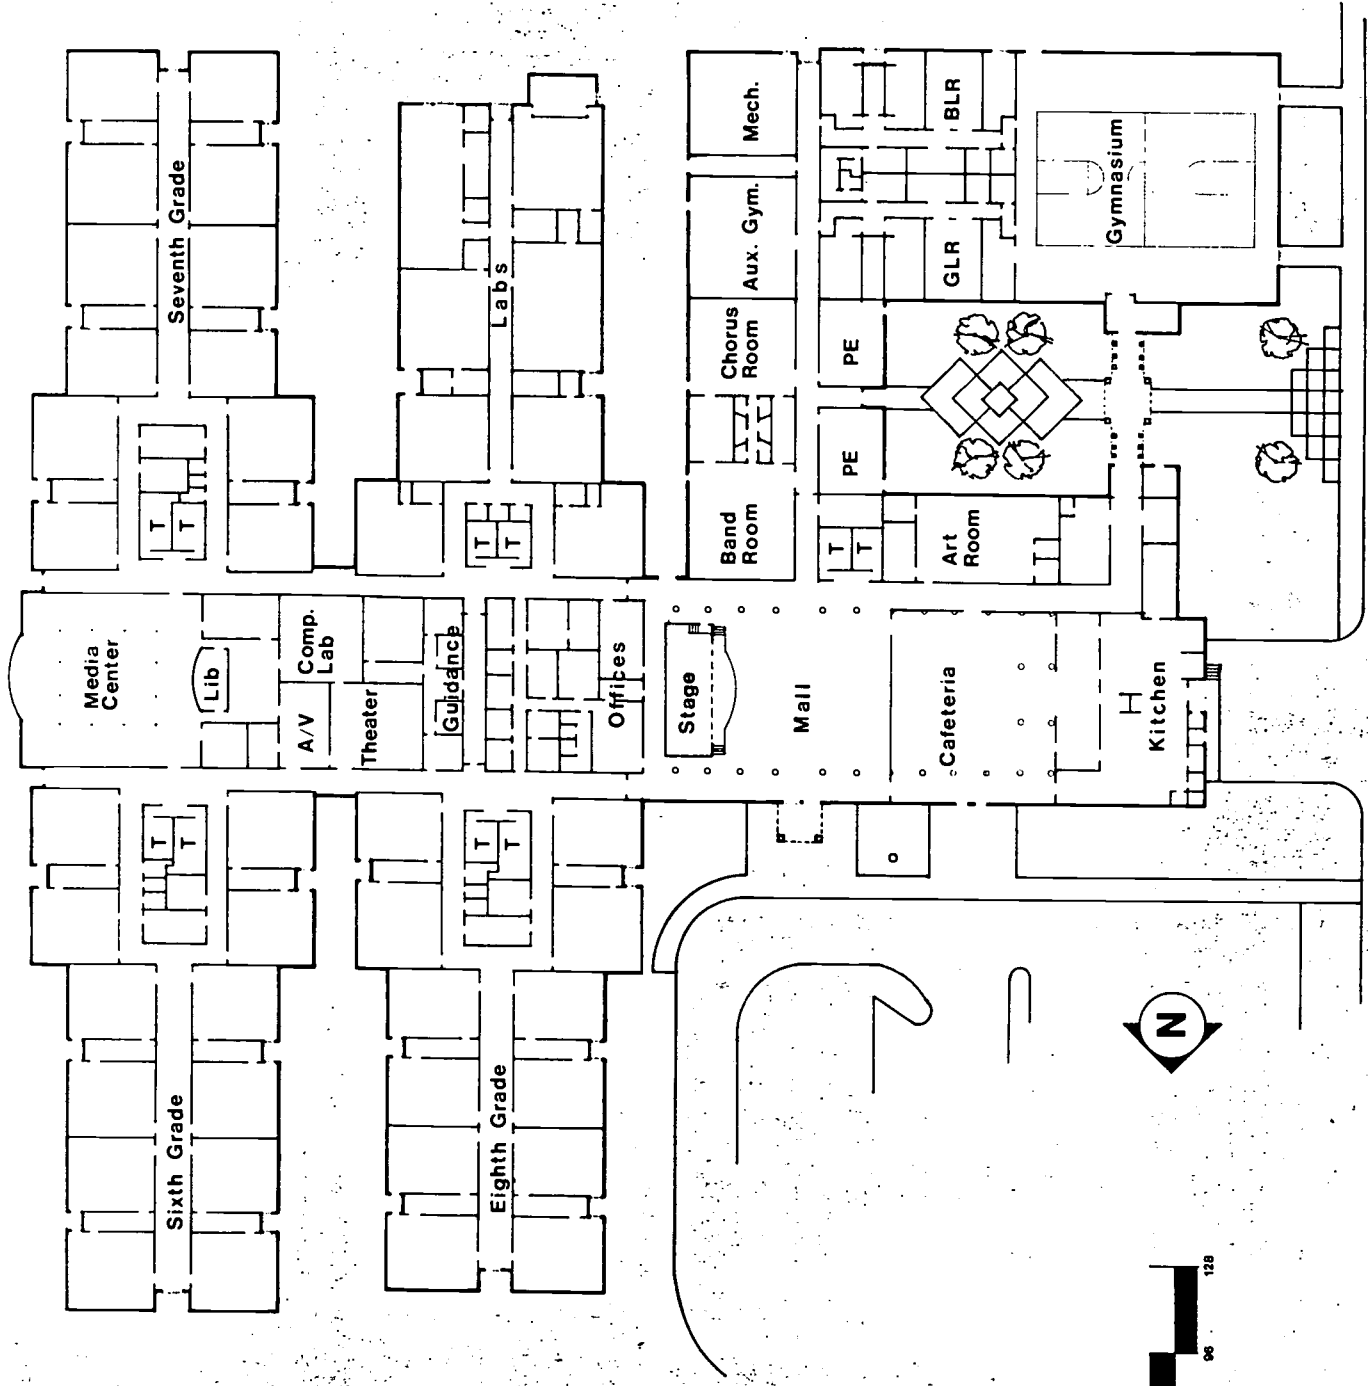 Media
Center
Sixth Grade
T
T
T
T
Seventh Grade
Lib
A/V
Comp.
Lab
Theater
Guidance
Eighth Grade
T
T
T
T
Labs
Offices
Stage
Band
Room
Chorus
Room
Aux. Gym.
Mech.
Mall
T
T
PE
PE
Cafeteria
Art
Room
GLR
BLR
Gymnasium
Kitchen
N
96
128